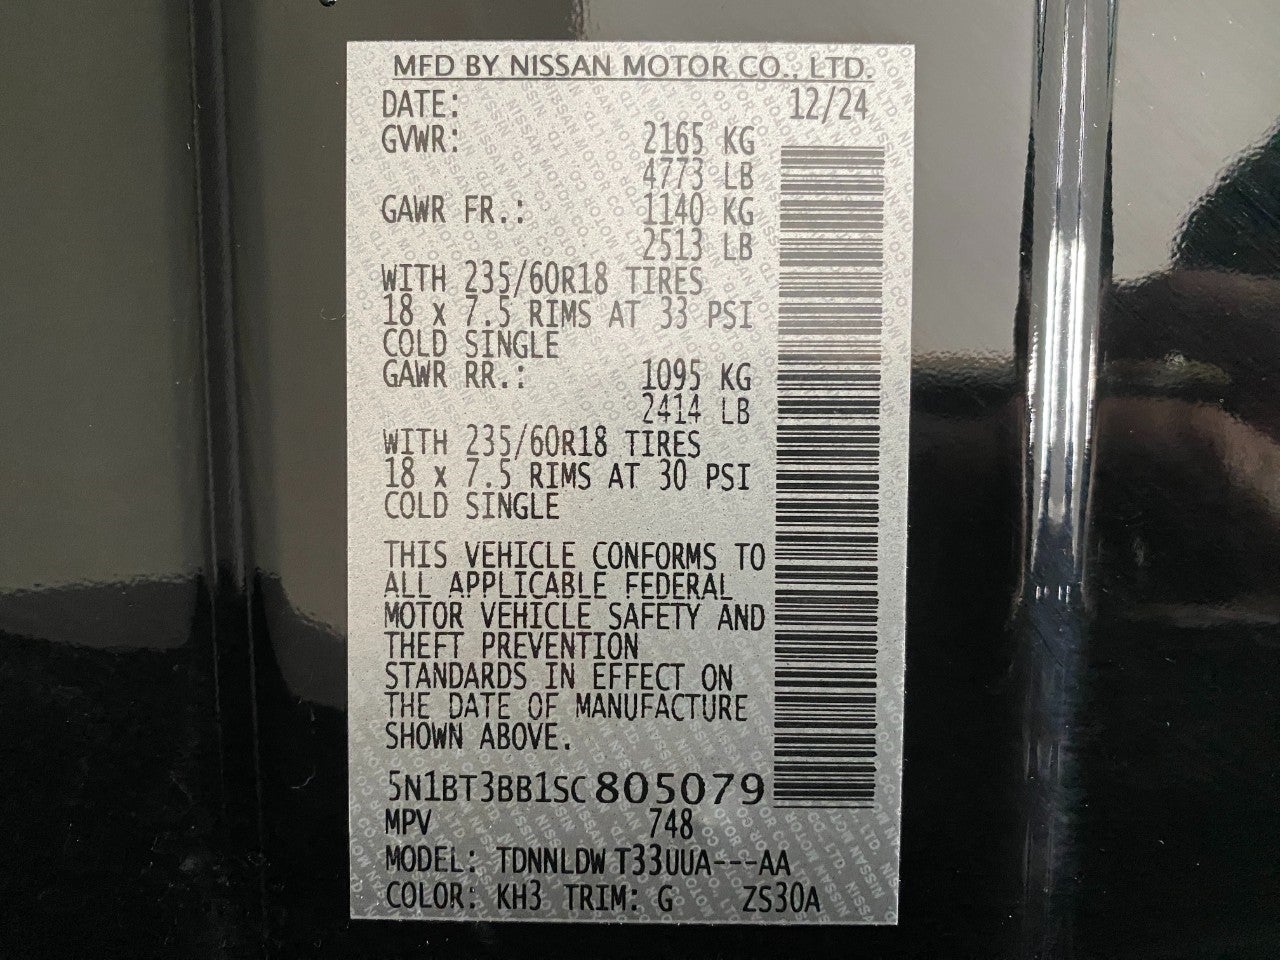 MFD BY NISSAN MOTOR CO., LTD.
DATE: 12/24
GVWR: 2165 KG
4773 LB
GAWR FR.: 1140 KG
2513 LB
WITH 235/60R18 TIRES
18 x 7.5 RIMS AT 33 PSI
COLD SINGLE
GAWR RR.: 1095 KG
2414 LB
WITH 235/60R18 TIRES
18 x 7.5 RIMS AT 30 PSI
COLD SINGLE
THIS VEHICLE CONFORMS TO
ALL APPLICABLE FEDERAL
MOTOR VEHICLE SAFETY AND
THEFT PREVENTION
STANDARDS IN EFFECT ON
THE DATE OF MANUFACTURE
SHOWN ABOVE.
5N1BT3BB1SC805079
MPV 748
MODEL: TDNNLDW T33UUA---AA
COLOR: KH3 TRIM: G ZS30A